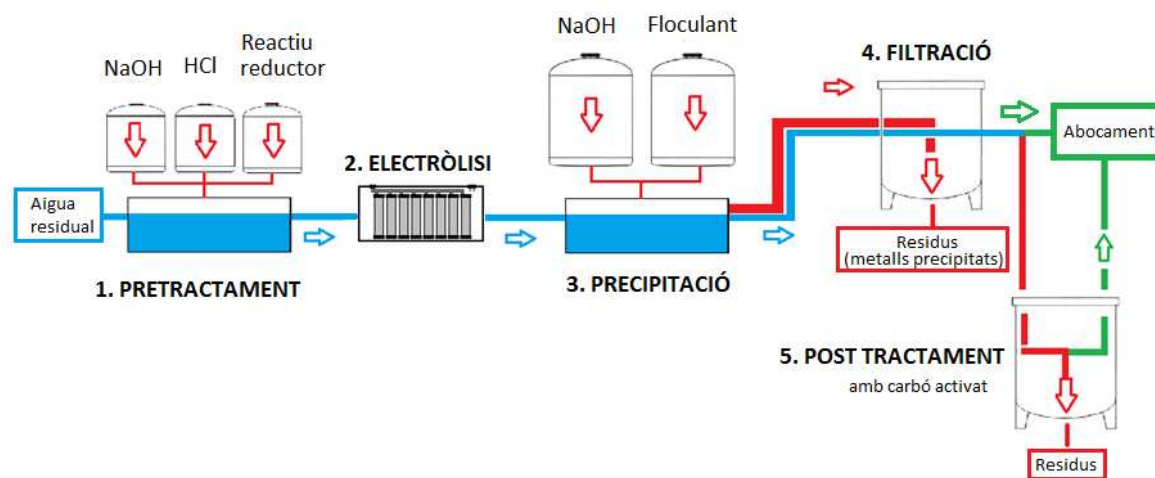 NaOH
HCl
Reactiu
reductor
NaOH
Floculant
4. FILTRACIÓ
Abocament
2. ELECTRÒLISI
Aigua
residual
1. PRETRACTAMENT
3. PRECIPITACIÓ
Residus
(metalls precipitats)
5. POST TRACTAMENT
amb carbó activat
Residus